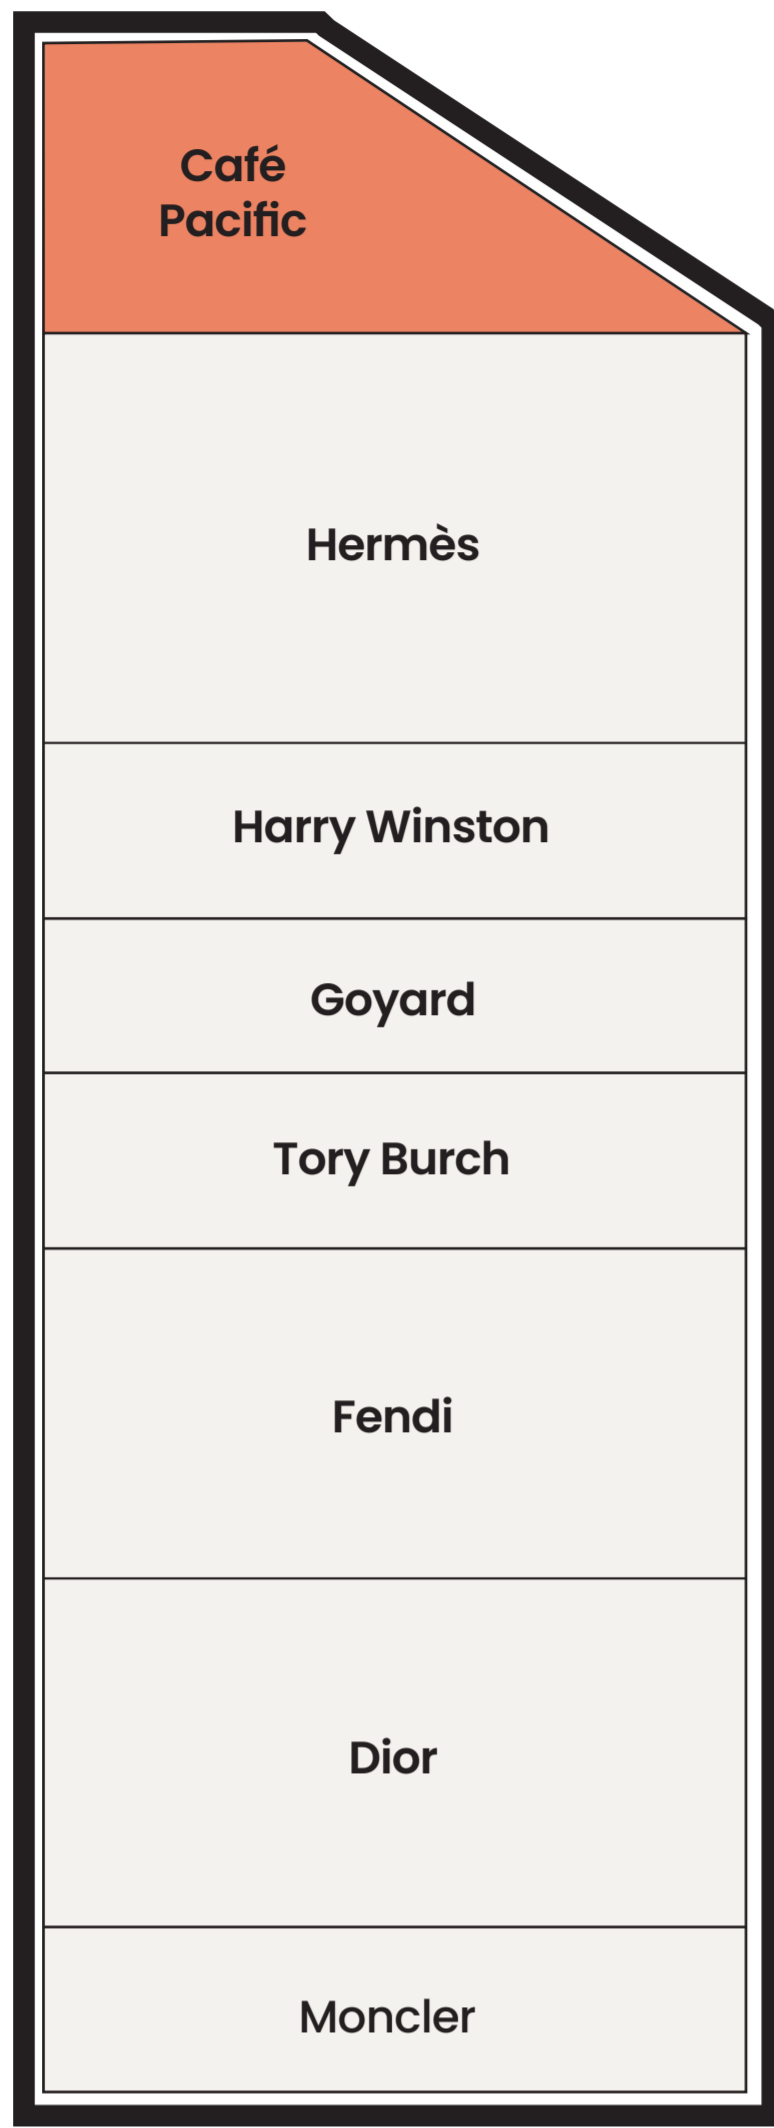 Café
Pacific
Hermès
Harry Winston
Goyard
Tory Burch
Fendi
Dior
Moncler